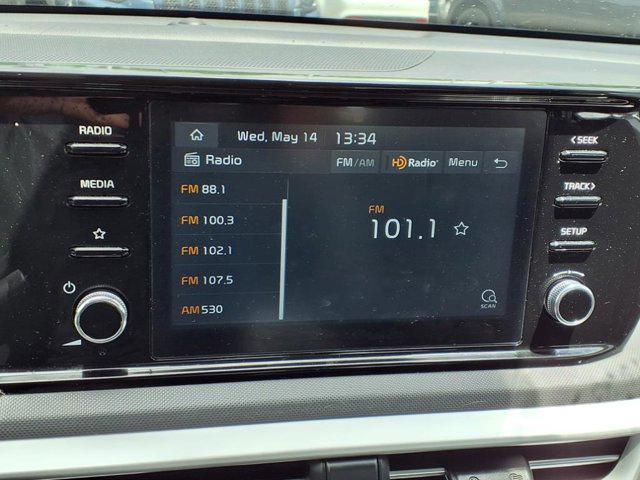 RADIO
MEDIA
Wed, May 14 13:34
Radio FM/AM HD Radio® Menu
FM 88.1
FM 100.3
FM 102.1
FM 107.5
AM 530
FM
101.1
SCAN
< SEEK
TRACK >
SETUP